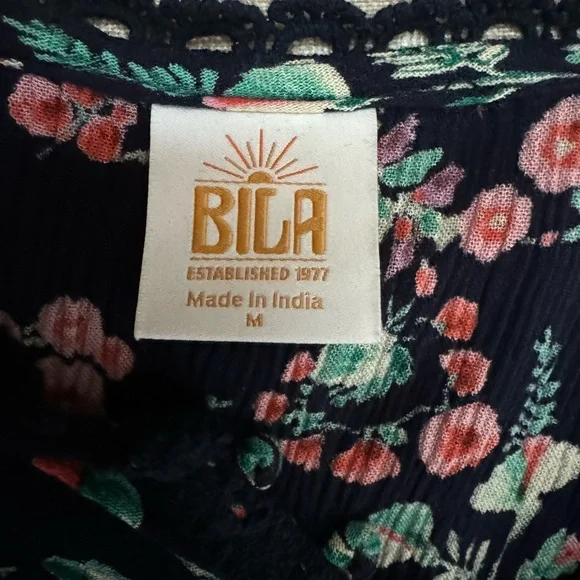 BILA
ESTABLISHED 1977
Made In India
M